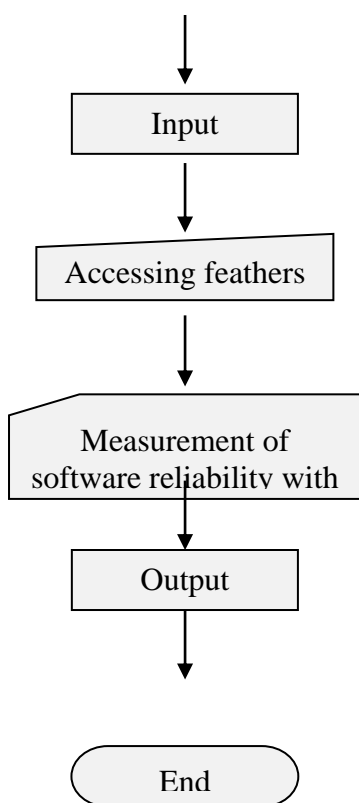 Input
Accessing feathers
Measurement of
software reliability with
Output
End